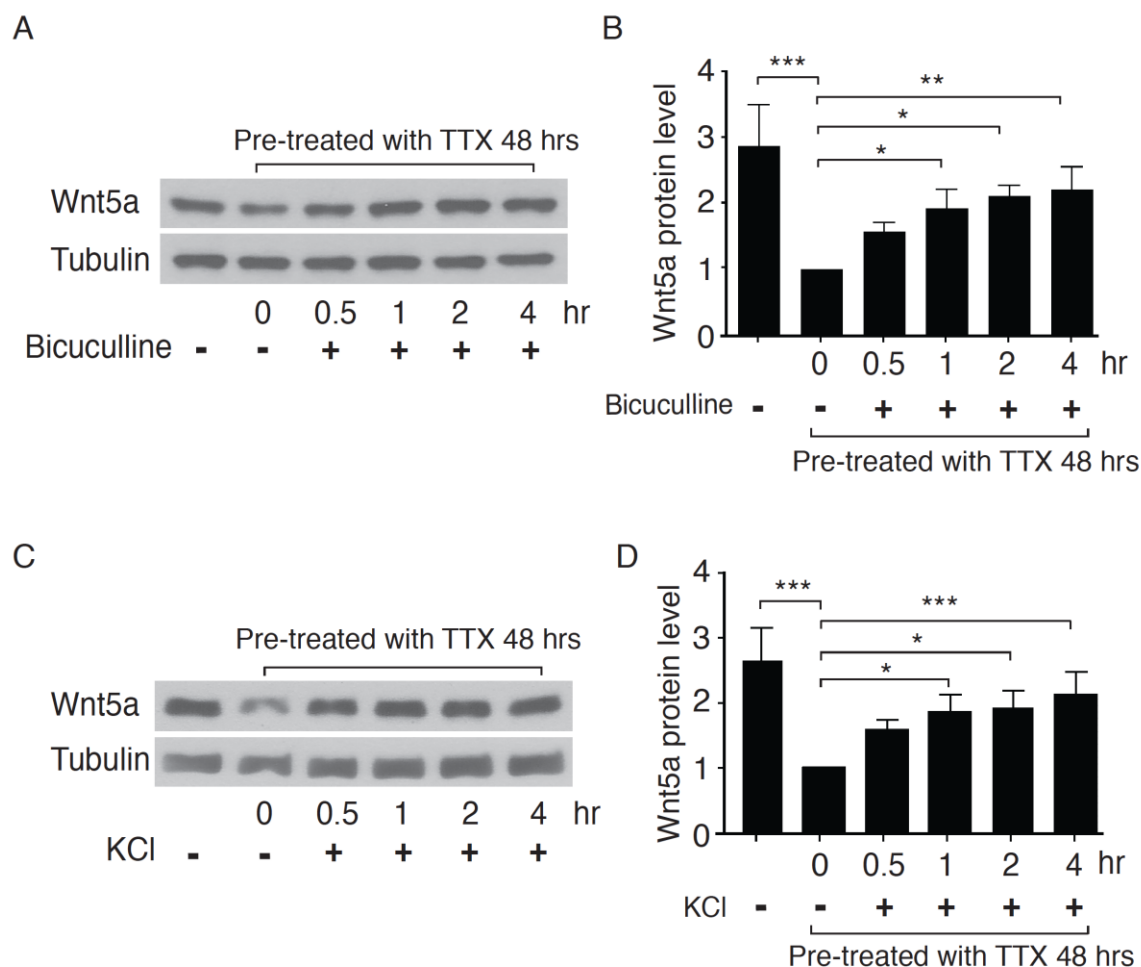 A
Pre-treated with TTX 48 hrs
Wnt5a
Tubulin
0 0.5 1 2 4 hr
Bicuculline - - + + + +
B
Wnt5a protein level
4
3
2
1
0
***
**
*
*
0 0.5 1 2 4 hr
Bicuculline - - + + + +
Pre-treated with TTX 48 hrs
C
Pre-treated with TTX 48 hrs
Wnt5a
Tubulin
0 0.5 1 2 4 hr
KCl - - + + + +
D
Wnt5a protein level
4
3
2
1
0
***
***
*
*
0 0.5 1 2 4 hr
KCl - - + + + +
Pre-treated with TTX 48 hrs